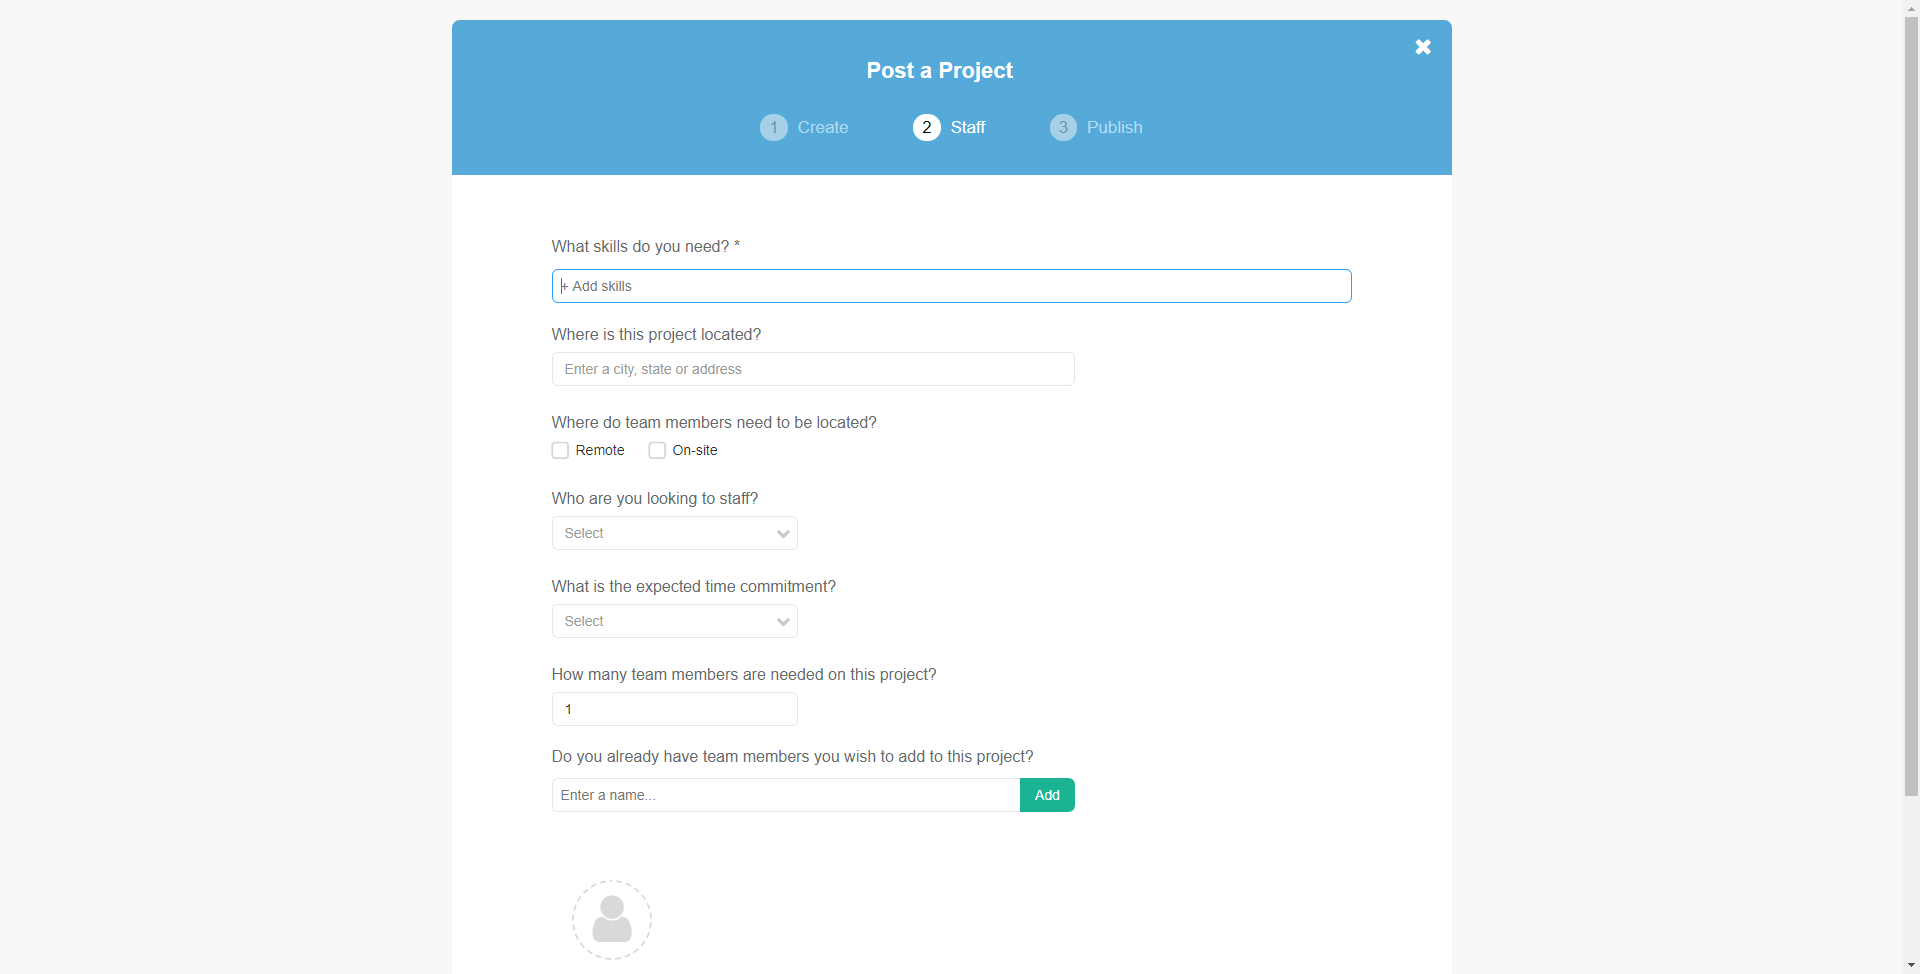 Post a Project
1 Create 2 Staff 3 Publish
What skills do you need? *
+ Add skills
Where is this project located?
Enter a city, state or address
Where do team members need to be located?
Remote On-site
Who are you looking to staff?
Select
What is the expected time commitment?
Select
How many team members are needed on this project?
1
Do you already have team members you wish to add to this project?
Enter a name... Add